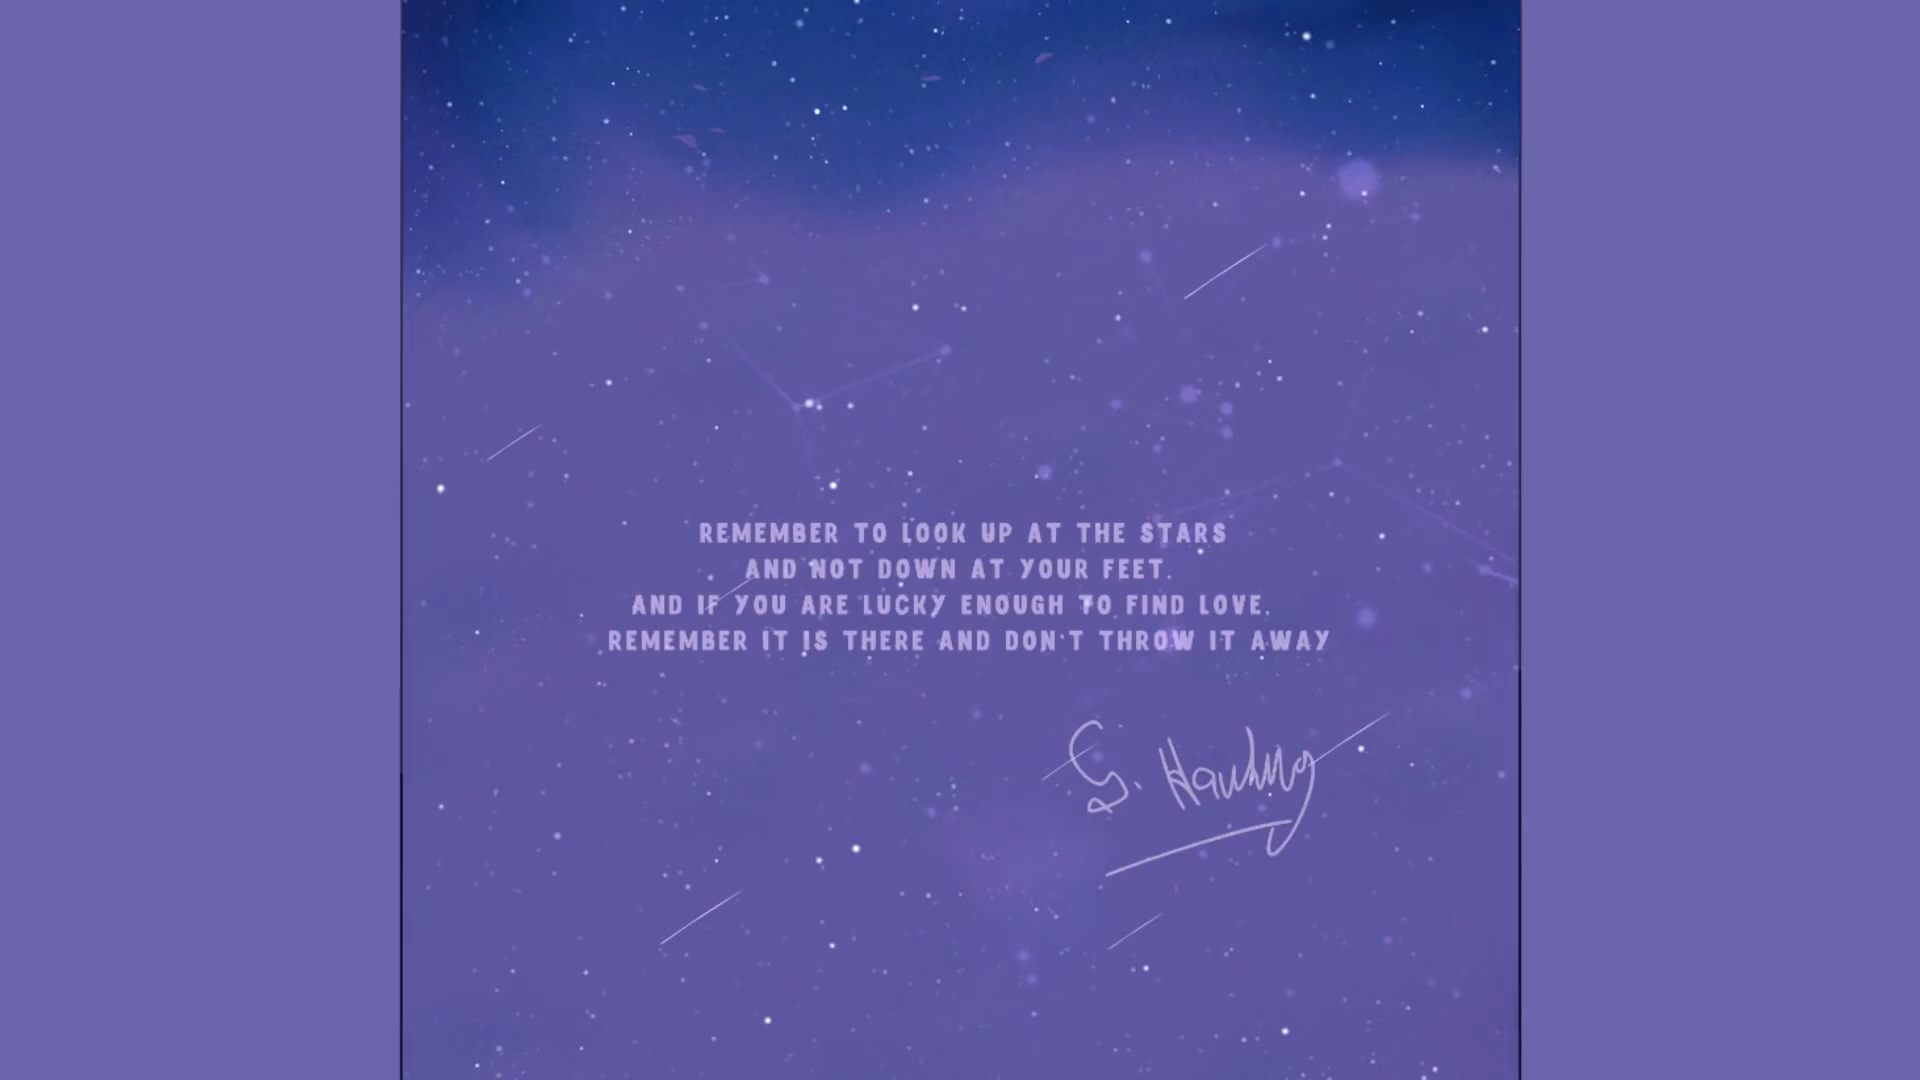 REMEMBER TO LOOK UP AT THE STARS
AND NOT DOWN AT YOUR FEET.
AND IF YOU ARE LUCKY ENOUGH TO FIND LOVE,
REMEMBER IT IS THERE AND DON'T THROW IT AWAY
S. Hawking